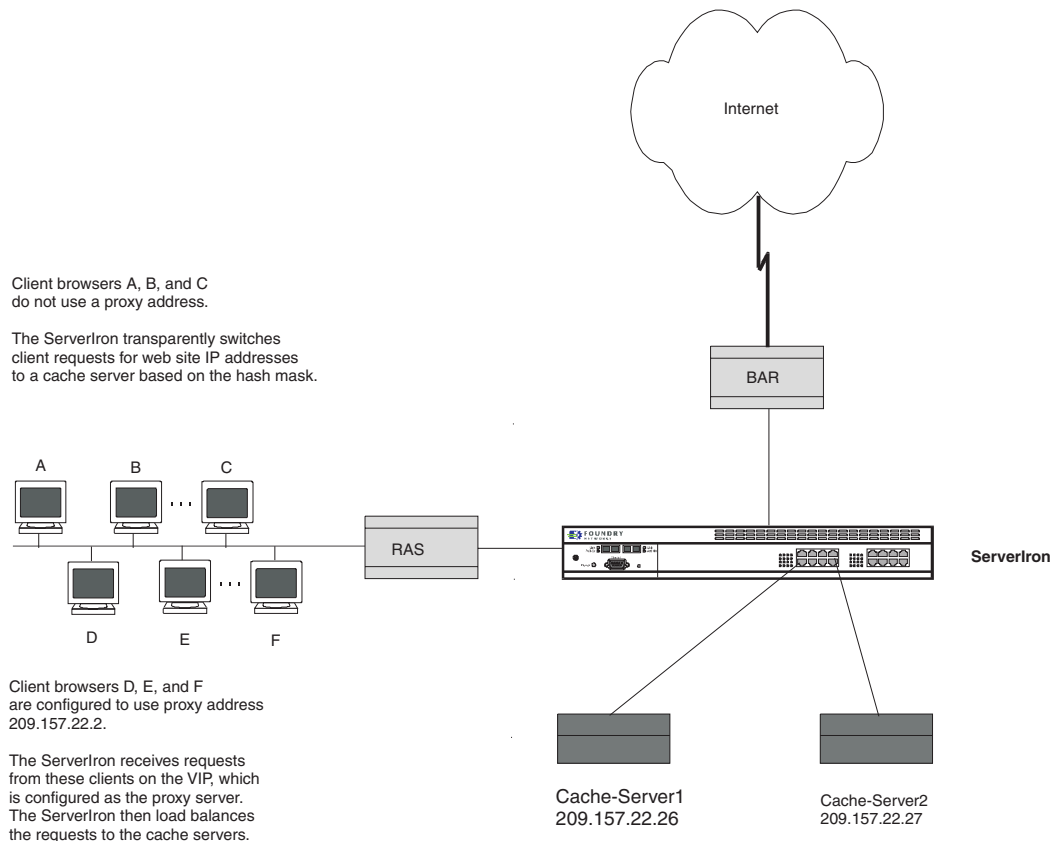 Internet
Client browsers A, B, and C
do not use a proxy address.
The ServerIron transparently switches
client requests for web site IP addresses
to a cache server based on the hash mask.
BAR
A
B
C
RAS
FOUNDRY
NETWORKS
ServerIron
D
E
F
Client browsers D, E, and F
are configured to use proxy address
209.157.22.2.
The ServerIron receives requests
from these clients on the VIP, which
is configured as the proxy server.
The ServerIron then load balances
the requests to the cache servers.
Cache-Server1
209.157.22.26
Cache-Server2
209.157.22.27